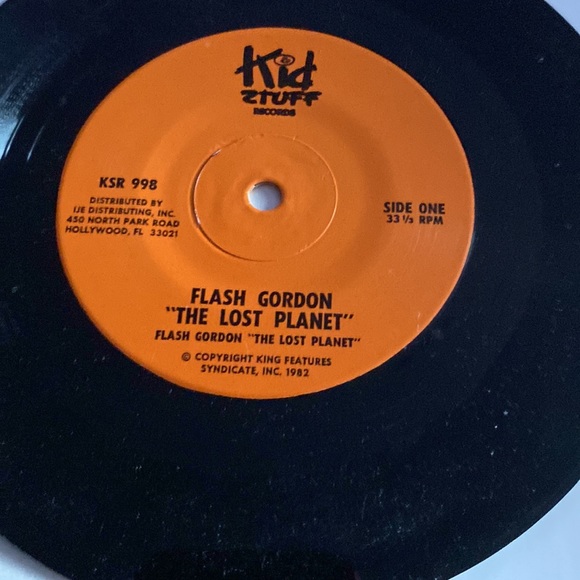 Kid
STUFF
RECORDS
KSR 998
DISTRIBUTED BY
IJE DISTRIBUTING, INC.
450 NORTH PARK ROAD
HOLLYWOOD, FL 33021
SIDE ONE
33 1/3 RPM
FLASH GORDON
"THE LOST PLANET"
FLASH GORDON "THE LOST PLANET"
© COPYRIGHT KING FEATURES
SYNDICATE, INC. 1982